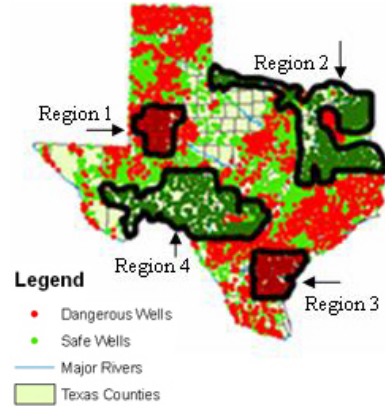 Region 2
Region 1
Region 4
Region 3
Legend
Dangerous Wells
Safe Wells
Major Rivers
Texas Counties